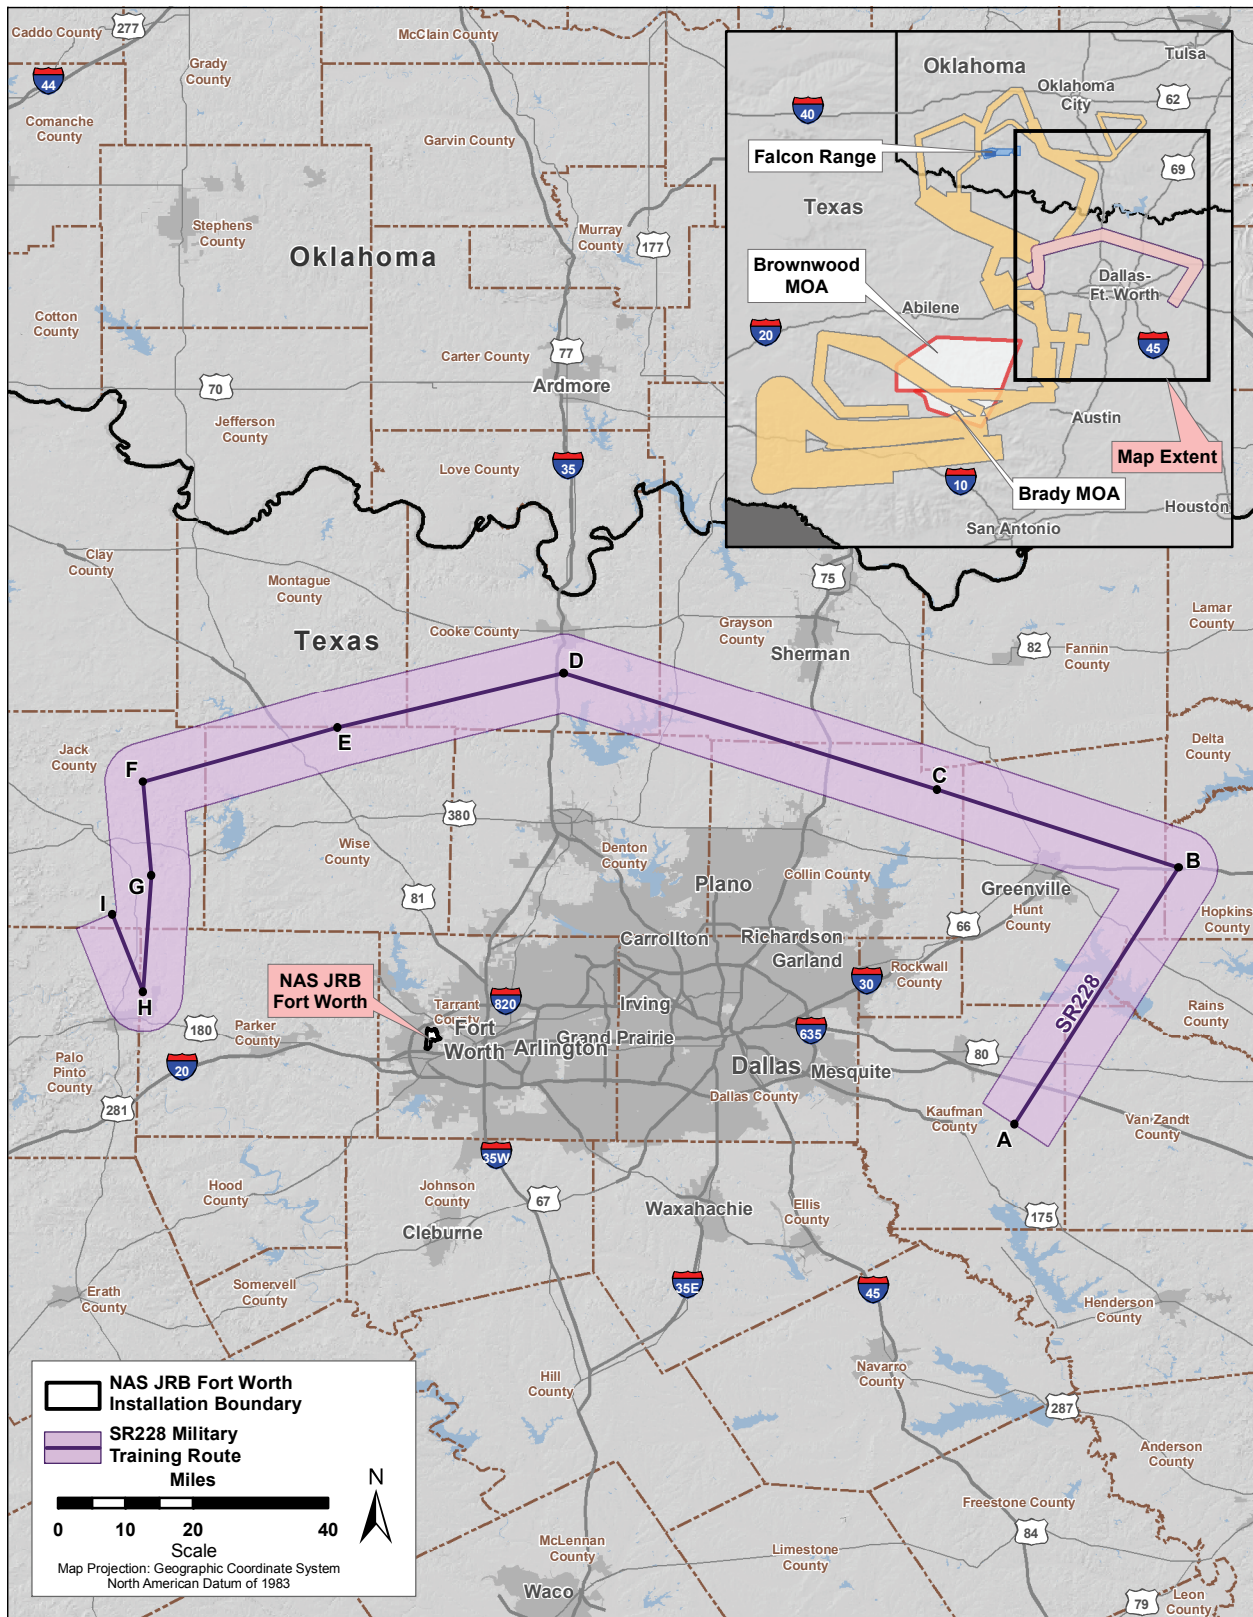 Caddo County
277
McClain County
Grady
County
44
Comanche
County
Garvin County
Stephens
County
Oklahoma
Murray
County
177
Cotton
County
Carter County
77
Ardmore
70
Jefferson
County
Love County
35
Oklahoma
Tulsa
Oklahoma
City
62
40
Falcon Range
69
Texas
Brownwood
MOA
Dallas-
Ft. Worth
Abilene
20
45
Austin
Map Extent
10
Brady MOA
Houston
San Antonio
Clay
County
Montague
County
75
Texas
Cooke County
Grayson
County
Sherman
82
Fannin
County
Lamar
County
D
E
Jack
County
F
C
Delta
County
380
Wise
County
Denton
County
Plano
Collin County
B
G
81
I
Greenville
Hunt
County
66
Hopkins
County
Carrollton
Richardson
Garland
NAS JRB
Fort Worth
820
30
Rockwall
County
H
Tarrant
County
Irving
SR228
Rains
County
180
Parker
County
Fort
Worth
Arlington
Grand Prairie
635
80
Palo
Pinto
County
20
Dallas
Mesquite
Dallas County
281
Kaufman
County
A
Van Zandt
County
35W
Hood
County
Johnson
County
67
Waxahachie
Ellis
County
175
Cleburne
Erath
County
Somervell
County
35E
45
Henderson
County
Hill
County
Navarro
County
287
Anderson
County
Freestone County
84
McLennan
County
Limestone
County
Waco
79
Leon
County
NAS JRB Fort Worth
Installation Boundary
SR228 Military
Training Route
Miles
N
0 10 20 40
Scale
Map Projection: Geographic Coordinate System
North American Datum of 1983